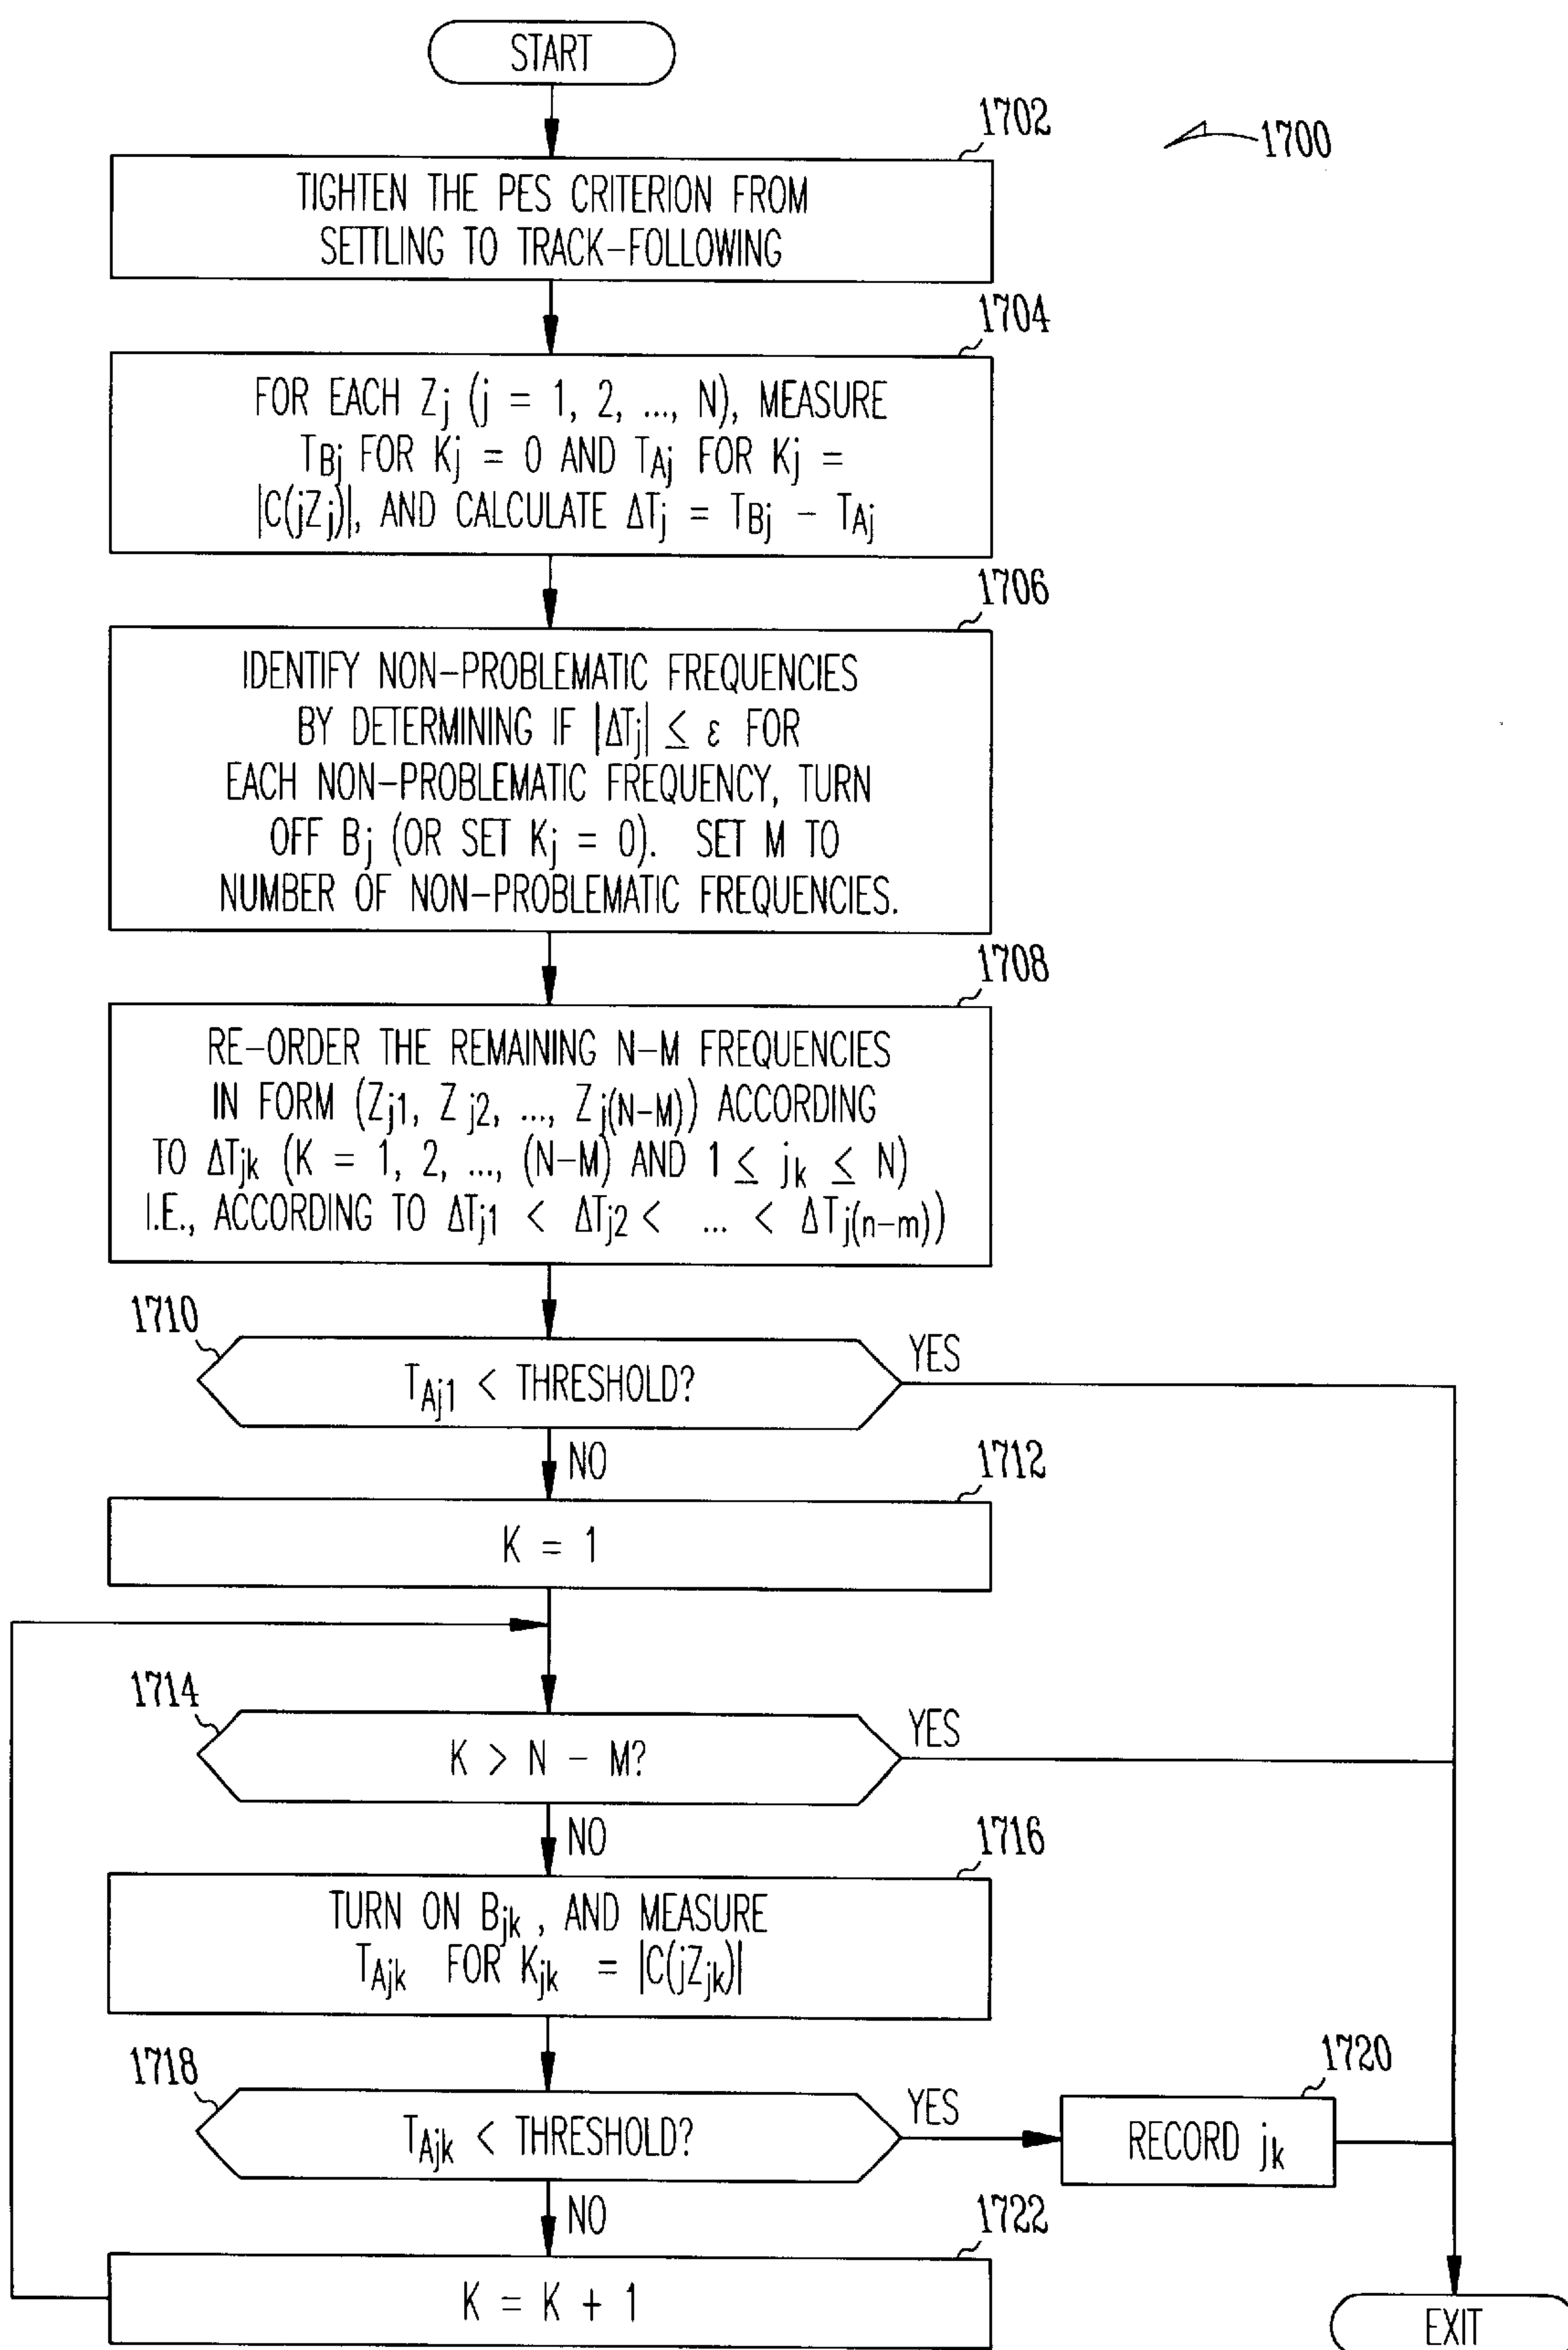 START
1702
1700
TIGHTEN THE PES CRITERION FROM
SETTLING TO TRACK-FOLLOWING
1704
FOR EACH Zj (j = 1, 2, ..., N), MEASURE
TBj FOR Kj = 0 AND TAj FOR Kj =
|C(jZj)|, AND CALCULATE ΔTj = TBj - TAj
1706
IDENTIFY NON-PROBLEMATIC FREQUENCIES
BY DETERMINING IF |ΔTj| ≤ ε FOR
EACH NON-PROBLEMATIC FREQUENCY, TURN
OFF Bj (OR SET Kj = 0). SET M TO
NUMBER OF NON-PROBLEMATIC FREQUENCIES.
1708
RE-ORDER THE REMAINING N-M FREQUENCIES
IN FORM (Zj1, Zj2, ..., Zj(N-M)) ACCORDING
TO ΔTjk (K = 1, 2, ..., (N-M) AND 1 ≤ jk ≤ N)
I.E., ACCORDING TO ΔTj1 < ΔTj2 < ... < ΔTj(n-m))
1710
TAj1 < THRESHOLD?
YES
NO
1712
K = 1
1714
K > N - M?
YES
NO
1716
TURN ON Bjk, AND MEASURE
TAjk FOR Kjk = |C(jZjk)|
1718
TAjk < THRESHOLD?
YES
1720
RECORD jk
NO
1722
K = K + 1
EXIT